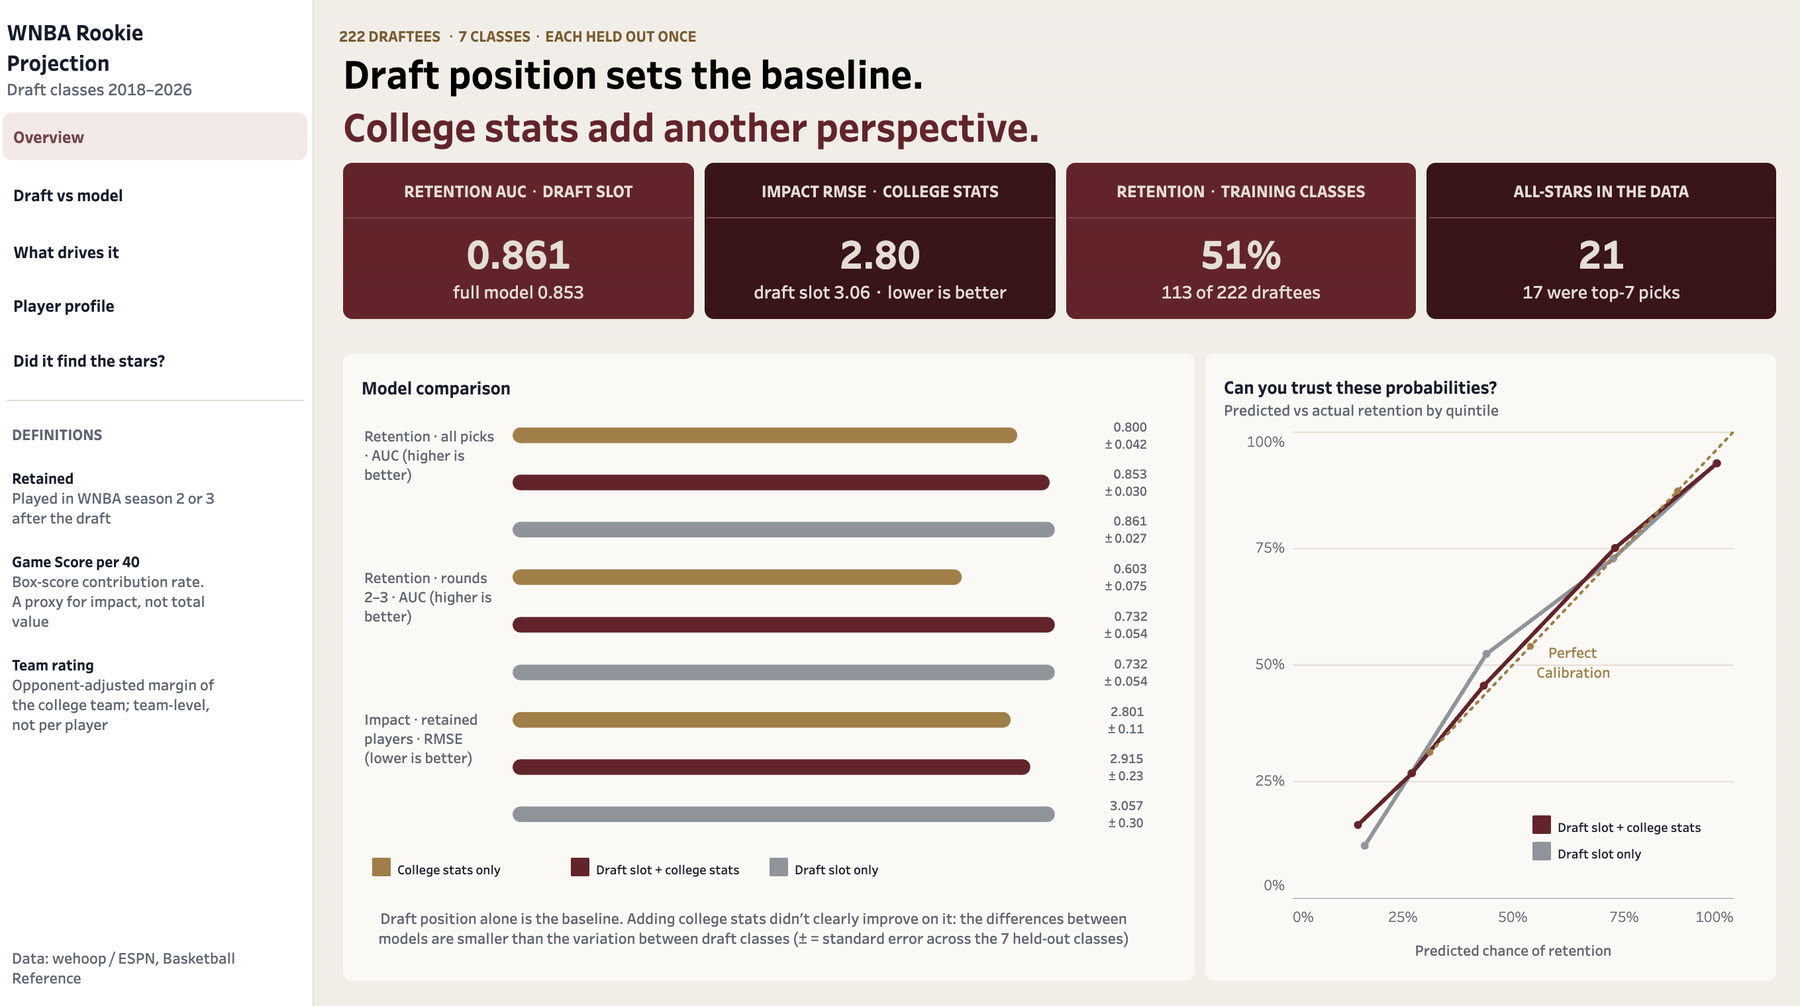 WNBA Rookie
Projection
Draft classes 2018–2026
Overview
Draft vs model
What drives it
Player profile
Did it find the stars?
DEFINITIONS
Retained
Played in WNBA season 2 or 3
after the draft
Game Score per 40
Box-score contribution rate.
A proxy for impact, not total
value
Team rating
Opponent-adjusted margin of
the college team; team-level,
not per player
Data: wehoop / ESPN, Basketball
Reference
222 DRAFTEES · 7 CLASSES · EACH HELD OUT ONCE
Draft position sets the baseline.
College stats add another perspective.
RETENTION AUC · DRAFT SLOT
0.861
full model 0.853
IMPACT RMSE · COLLEGE STATS
2.80
draft slot 3.06 · lower is better
RETENTION · TRAINING CLASSES
51%
113 of 222 draftees
ALL-STARS IN THE DATA
21
17 were top-7 picks
Model comparison
Retention · all picks
· AUC (higher is
better)
0.800
±0.042
0.853
±0.030
0.861
±0.027
Retention · rounds
2–3 · AUC (higher is
better)
0.603
±0.075
0.732
±0.054
0.732
±0.054
Impact · retained
players · RMSE
(lower is better)
2.801
±0.11
2.915
±0.23
3.057
±0.30
College stats only
Draft slot + college stats
Draft slot only
Draft position alone is the baseline. Adding college stats didn’t clearly improve on it: the differences between
models are smaller than the variation between draft classes (± = standard error across the 7 held-out classes)
Can you trust these probabilities?
Predicted vs actual retention by quintile
100%
75%
50%
25%
0%
Perfect
Calibration
Draft slot + college stats
Draft slot only
0% 25% 50% 75% 100%
Predicted chance of retention